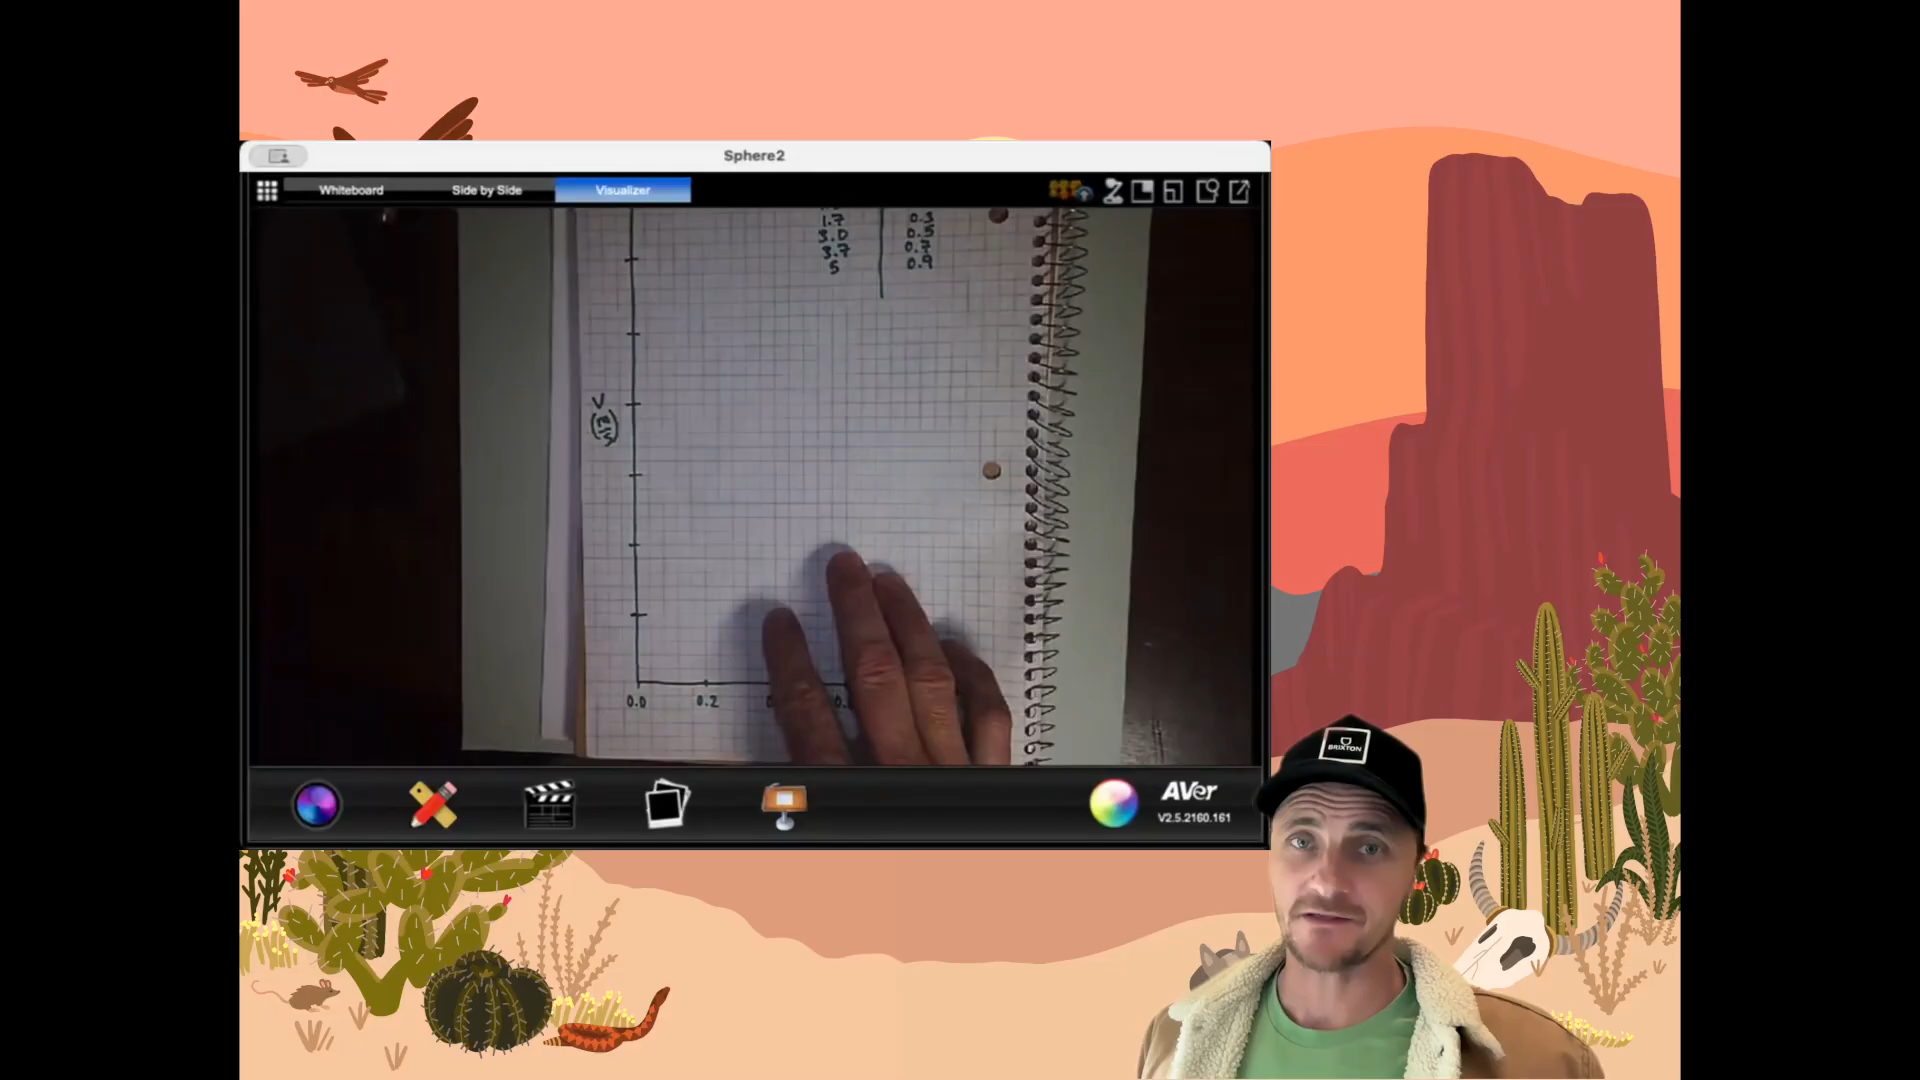 Sphere2
Whiteboard Side by Side Visualizer
1.7 0.3
3.0 0.5
3.7 0.7
5 0.9
V
0.0 0.2
BRIXTON
AVer
V2.5.2160.161